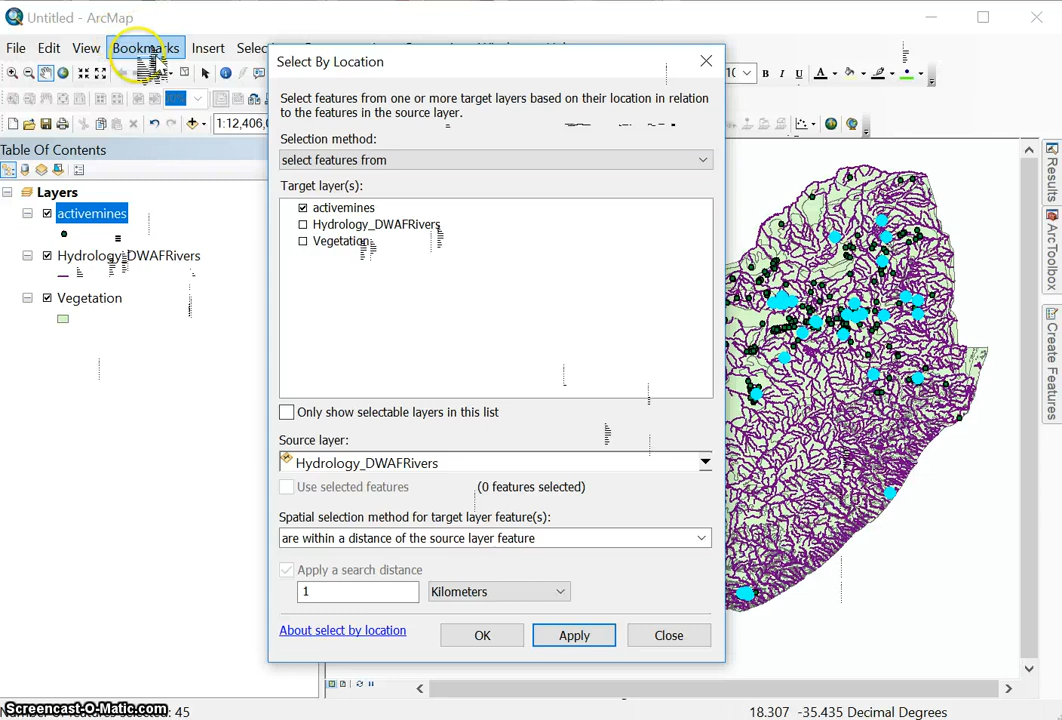 Untitled - ArcMap
File Edit View Bookmarks Insert
Select By Location
Select features from one or more target layers based on their location in relation
to the features in the source layer.
Selection method:
select features from
Target layer(s):
activemines
Hydrology_DWAFRivers
Vegetation
Only show selectable layers in this list
Source layer:
Hydrology_DWAFRivers
Use selected features (0 features selected)
Spatial selection method for target layer feature(s):
are within a distance of the source layer feature
Apply a search distance
1 Kilometers
About select by location OK Apply Close
1:12,406,0
B I U A
Table Of Contents
Layers
activemines
Hydrology_DWAFRivers
Vegetation
Results
ArcToolbox
Create Features
Number of features selected: 45
18.307 -35.435 Decimal Degrees
Screencast-O-Matic.com